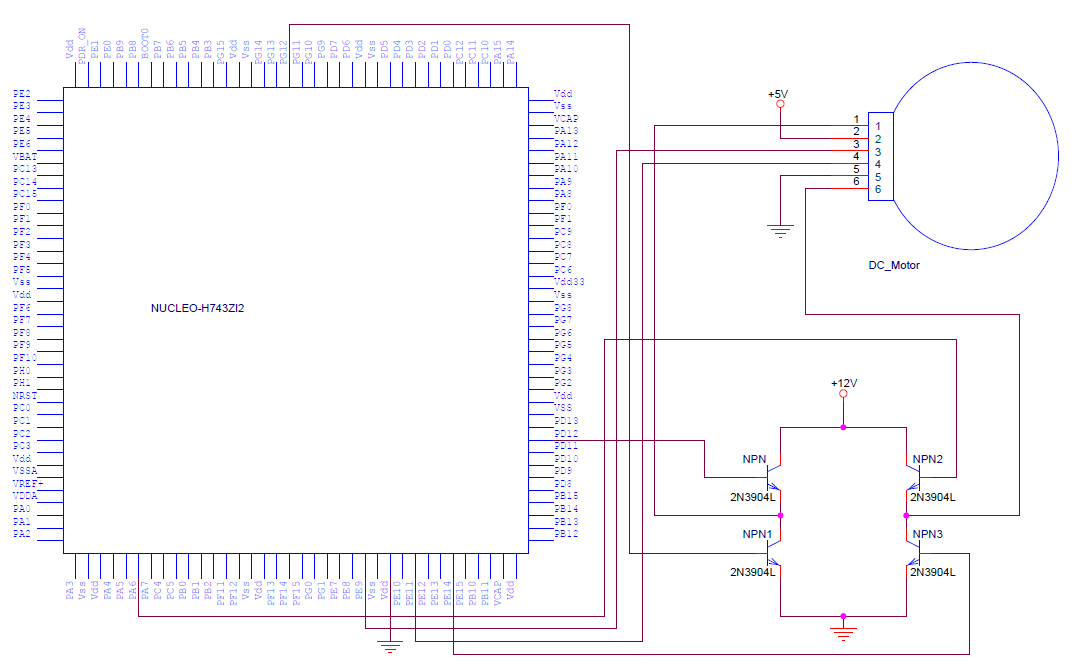 Vdd
PDR_ON
PE1
PE0
PB9
PB8
BOOT0
PB7
PB6
PB5
PB4
PB3
PG15
Vdd
Vss
PG14
PG13
PG12
PG11
PG10
PG9
PD7
PD6
Vdd
Vss
PD5
PD4
PD3
PD2
PD1
PD0
PC12
PC11
PC10
PA15
PA14
PE2
PE3
PE4
PE5
PE6
VBAT
PC13
PC14
PC15
PF0
PF1
PF2
PF3
PF4
PF5
Vss
Vdd
PF6
PF7
PF8
PF9
PF10
PH0
PH1
NRST
PC0
PC1
PC2
PC3
Vdd
VSSA
VREF+
VDDA
PA0
PA1
PA2
NUCLEO-H743ZI2
Vdd
Vss
VCAP
PA13
PA12
PA11
PA10
PA9
PA8
PF0
PF1
PC9
PC8
PC7
PC6
Vdd33
Vss
PG8
PG7
PG6
PG5
PG4
PG3
PG2
Vdd
VSS
PD13
PD12
PD11
PD10
PD9
PD8
PB15
PB14
PB13
PB12
PA3
Vss
Vdd
PA4
PA5
PA6
PA7
PC4
PC5
PB0
PB1
PB2
PF11
PF12
Vss
Vdd
PF13
PF14
PF15
PG0
PG1
PE7
PE8
PE9
Vss
Vdd
PE10
PE11
PE12
PE13
PE14
PE15
PB10
PB11
VCAP
Vdd
+5V
1 1
2 2
3 3
4 4
5 5
6 6
DC_Motor
+12V
NPN
2N3904L
NPN2
2N3904L
NPN1
2N3904L
NPN3
2N3904L